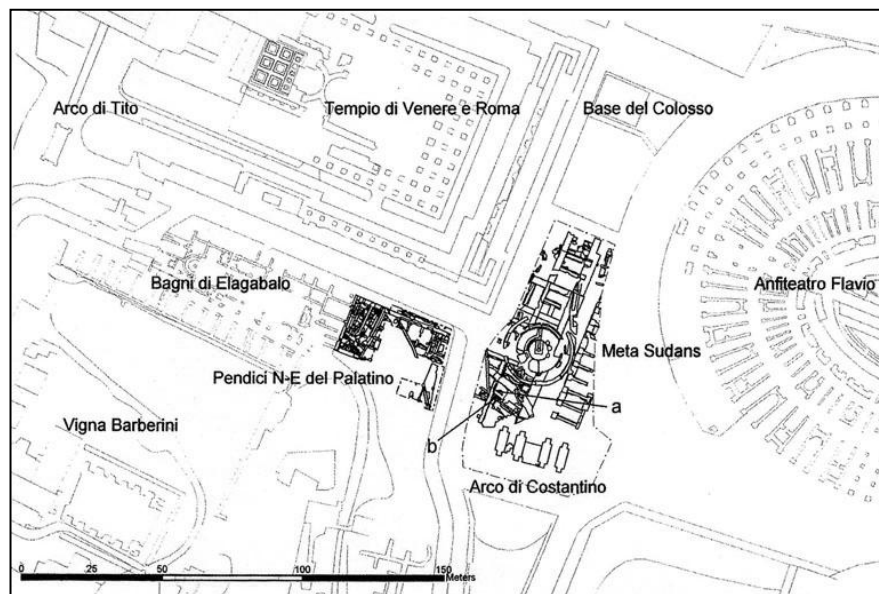 Arco di Tito
Tempio di Venere e Roma
Base del Colosso
Bagni di Elagabalo
Anfiteatro Flavio
Meta Sudans
Pendici N-E del Palatino
a
Vigna Barberini
b
Arco di Costantino
0 25 50 100 150
Meters